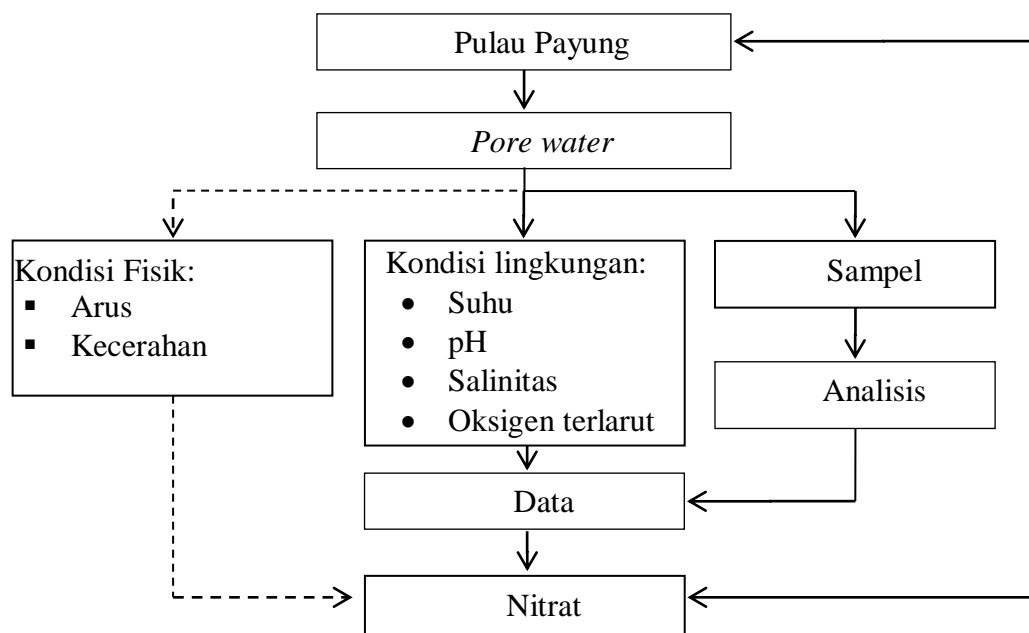 Pulau Payung
Pore water
Kondisi Fisik:
▪ Arus
▪ Kecerahan
Kondisi lingkungan:
• Suhu
• pH
• Salinitas
• Oksigen terlarut
Sampel
Analisis
Data
Nitrat